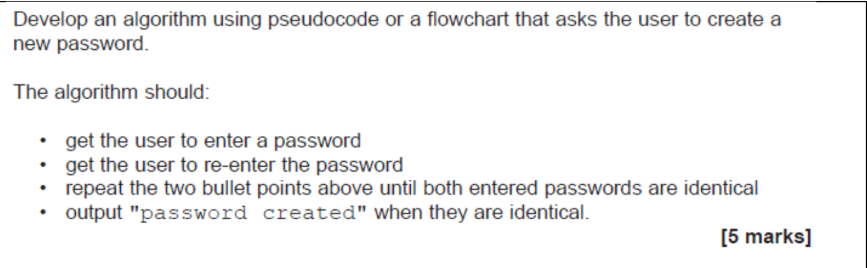 Develop an algorithm using pseudocode or a flowchart that asks the user to create a
new password.
The algorithm should:
• get the user to enter a password
• get the user to re-enter the password
• repeat the two bullet points above until both entered passwords are identical
• output "password created" when they are identical.
[5 marks]